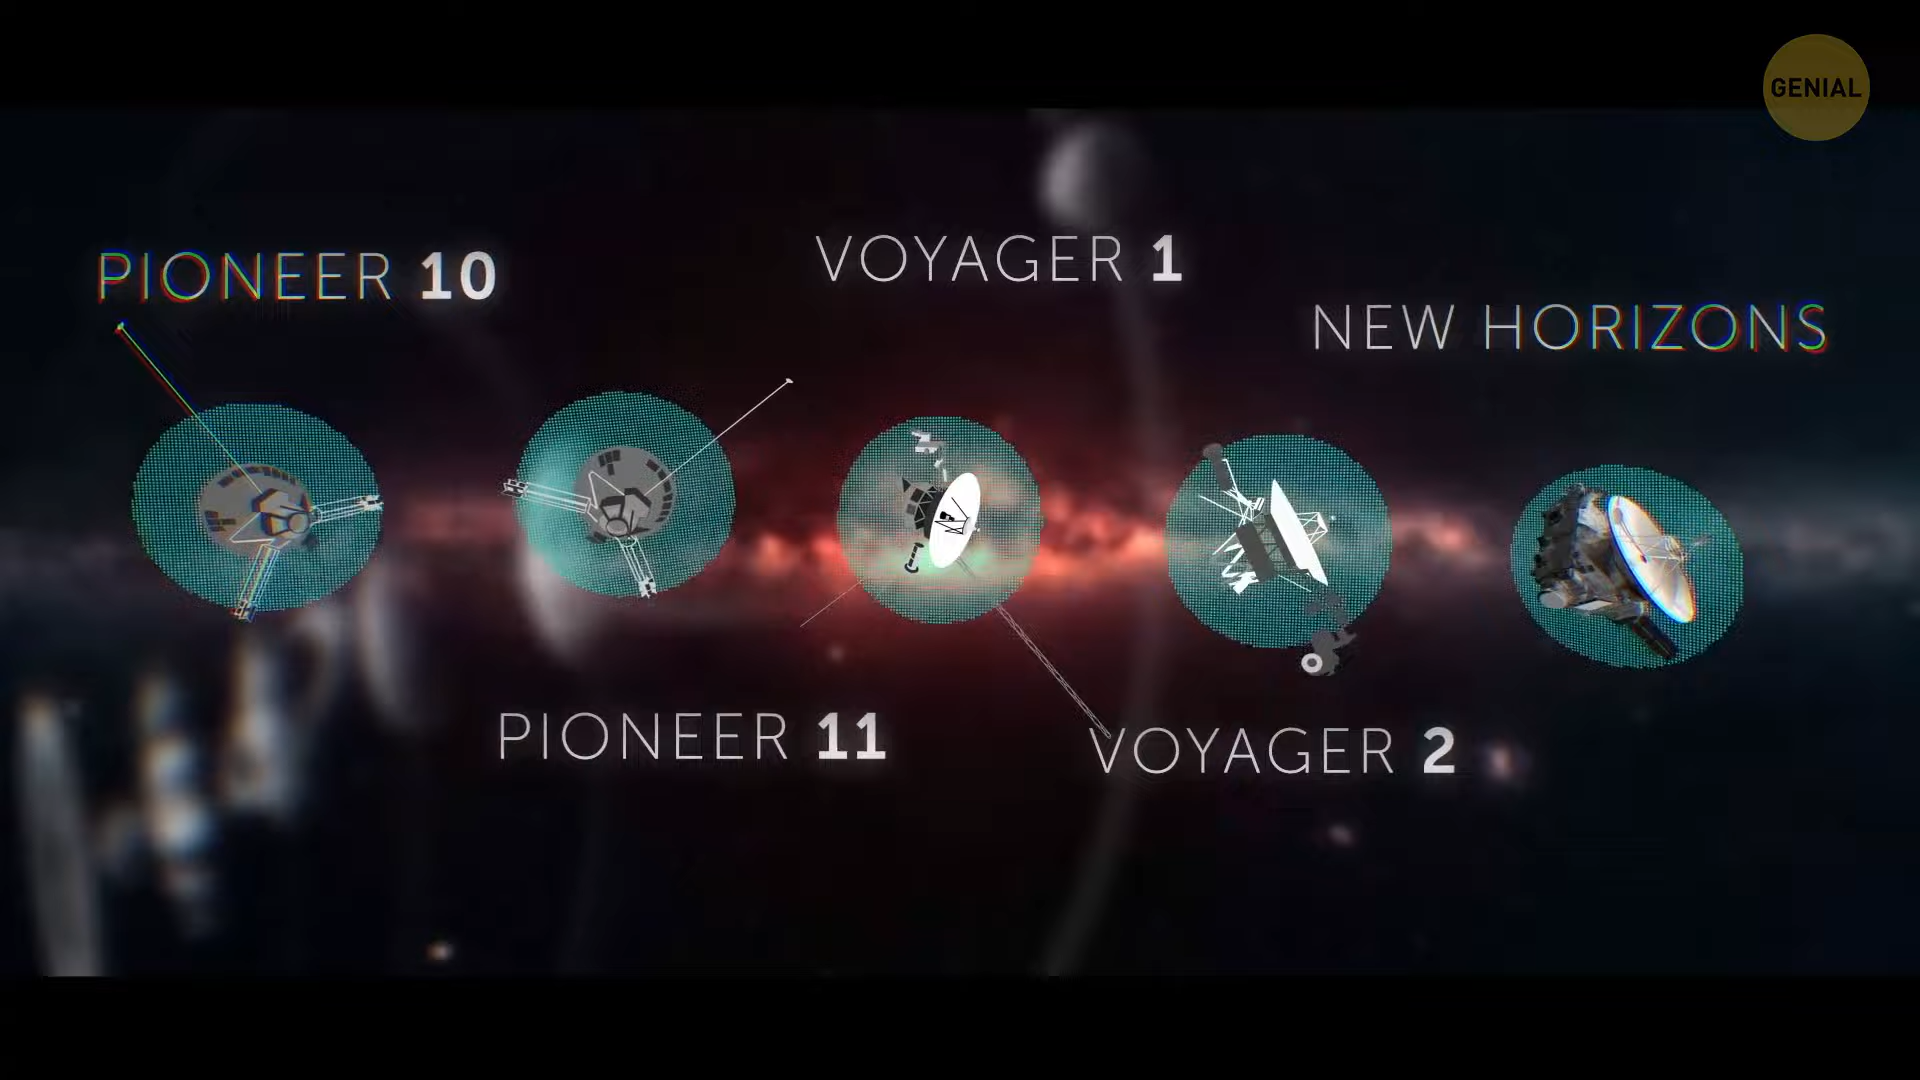 GENIAL
PIONEER 10
VOYAGER 1
NEW HORIZONS
PIONEER 11
VOYAGER 2